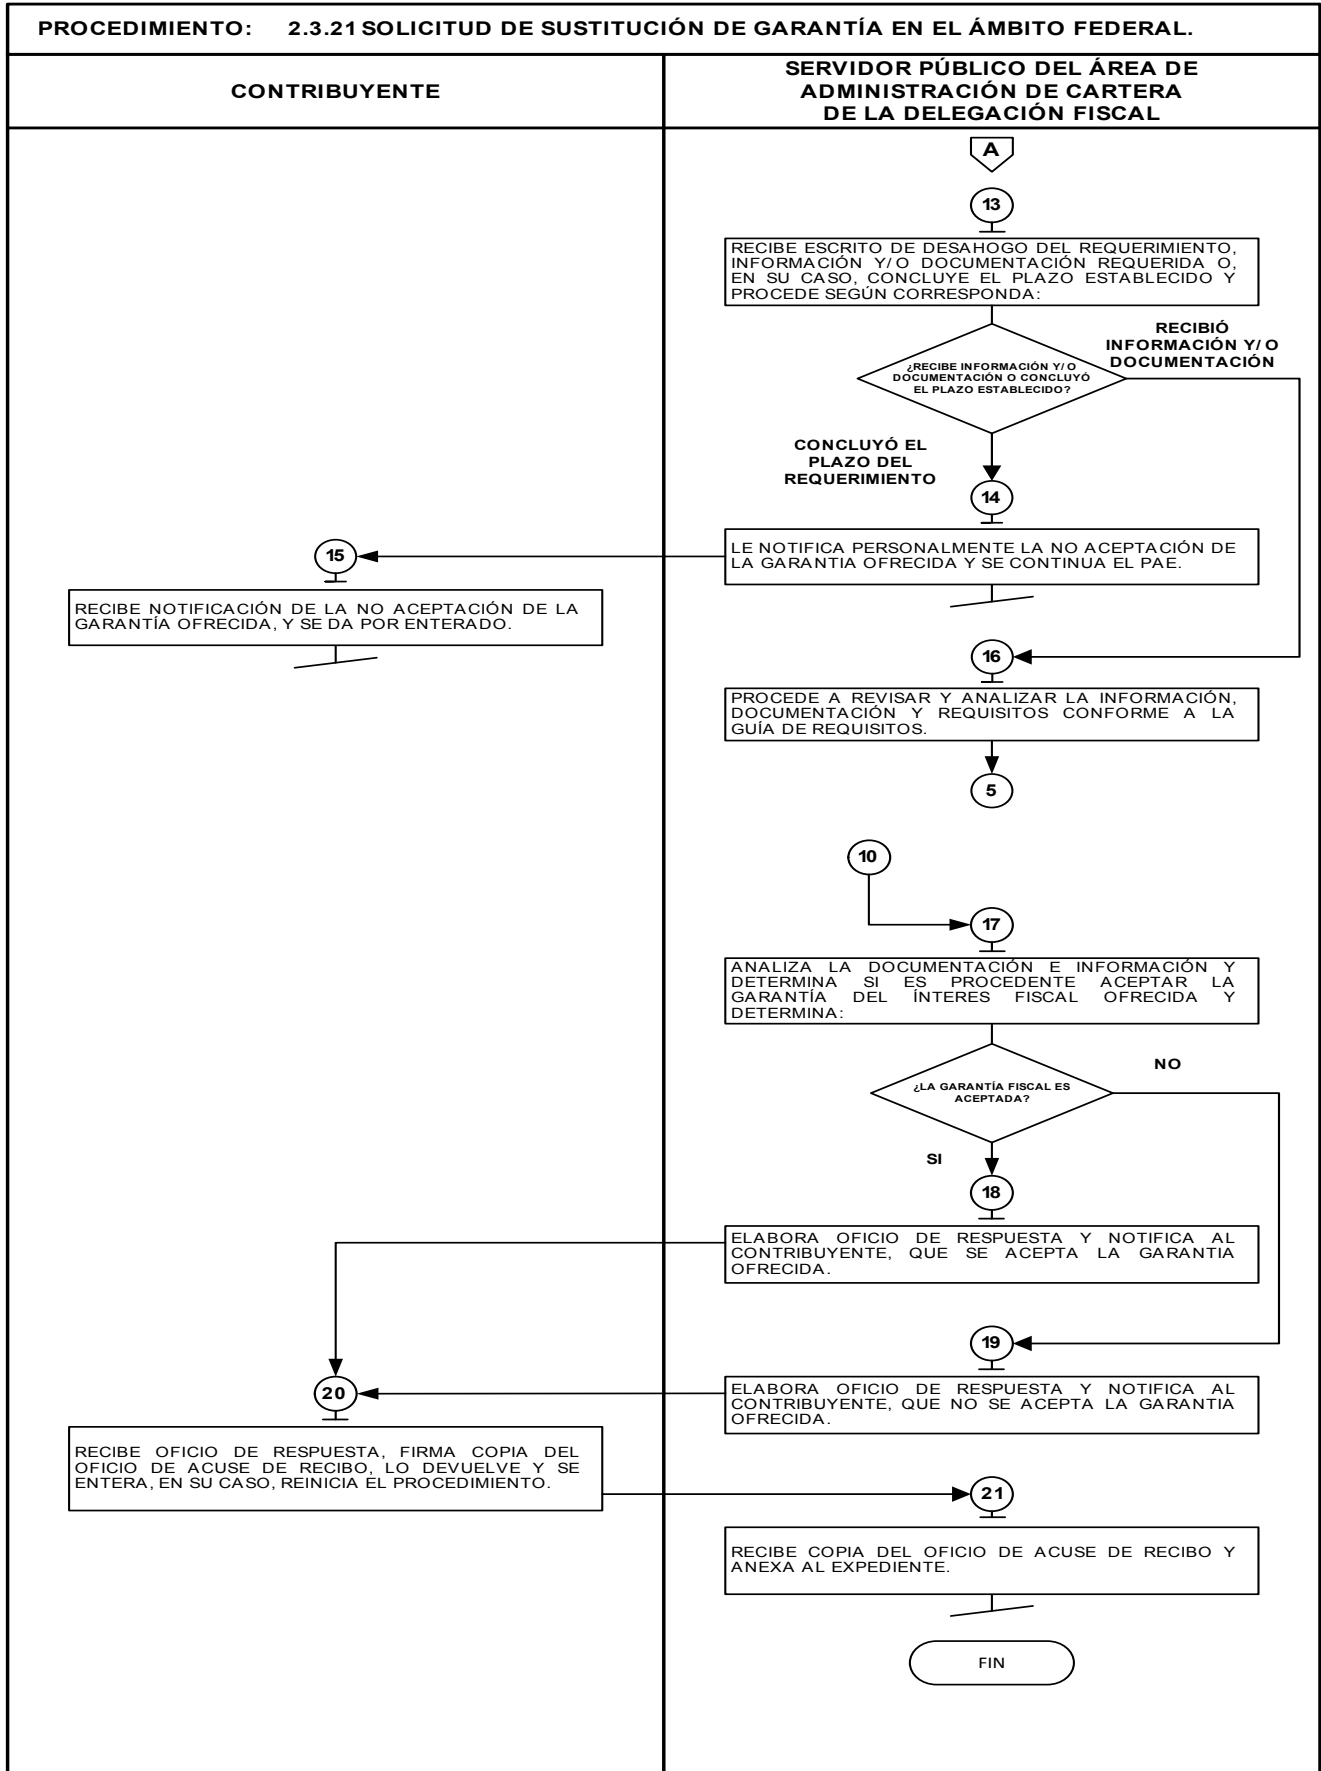 PROCEDIMIENTO: 2.3.21 SOLICITUD DE SUSTITUCIÓN DE GARANTÍA EN EL ÁMBITO FEDERAL.
CONTRIBUYENTE
SERVIDOR PÚBLICO DEL ÁREA DE
ADMINISTRACIÓN DE CARTERA
DE LA DELEGACIÓN FISCAL
A
13
RECIBE ESCRITO DE DESAHOGO DEL REQUERIMIENTO,
INFORMACIÓN Y/O DOCUMENTACIÓN REQUERIDA O,
EN SU CASO, CONCLUYE EL PLAZO ESTABLECIDO Y
PROCEDE SEGÚN CORRESPONDA:
RECIBIÓ
INFORMACIÓN Y/O
DOCUMENTACIÓN
¿RECIBE INFORMACIÓN Y/O
DOCUMENTACIÓN O CONCLUYÓ
EL PLAZO ESTABLECIDO?
CONCLUYÓ EL
PLAZO DEL
REQUERIMIENTO
14
LE NOTIFICA PERSONALMENTE LA NO ACEPTACIÓN DE
LA GARANTIA OFRECIDA Y SE CONTINUA EL PAE.
15
RECIBE NOTIFICACIÓN DE LA NO ACEPTACIÓN DE LA
GARANTÍA OFRECIDA, Y SE DA POR ENTERADO.
16
PROCEDE A REVISAR Y ANALIZAR LA INFORMACIÓN,
DOCUMENTACIÓN Y REQUISITOS CONFORME A LA
GUÍA DE REQUISITOS.
5
10
17
ANALIZA LA DOCUMENTACIÓN E INFORMACIÓN Y
DETERMINA SI ES PROCEDENTE ACEPTAR LA
GARANTÍA DEL ÍNTERES FISCAL OFRECIDA Y
DETERMINA:
¿LA GARANTÍA FISCAL ES
ACEPTADA?
NO
SI
18
ELABORA OFICIO DE RESPUESTA Y NOTIFICA AL
CONTRIBUYENTE, QUE SE ACEPTA LA GARANTIA
OFRECIDA.
19
ELABORA OFICIO DE RESPUESTA Y NOTIFICA AL
CONTRIBUYENTE, QUE NO SE ACEPTA LA GARANTIA
OFRECIDA.
20
RECIBE OFICIO DE RESPUESTA, FIRMA COPIA DEL
OFICIO DE ACUSE DE RECIBO, LO DEVUELVE Y SE
ENTERA, EN SU CASO, REINICIA EL PROCEDIMIENTO.
21
RECIBE COPIA DEL OFICIO DE ACUSE DE RECIBO Y
ANEXA AL EXPEDIENTE.
FIN